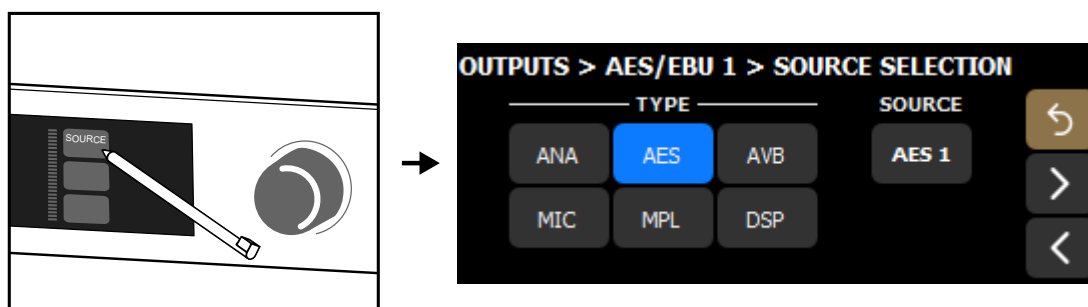 SOURCE
OUTPUTS > AES/EBU 1 > SOURCE SELECTION
TYPE
SOURCE
ANA AES AVB
AES 1
MIC MPL DSP